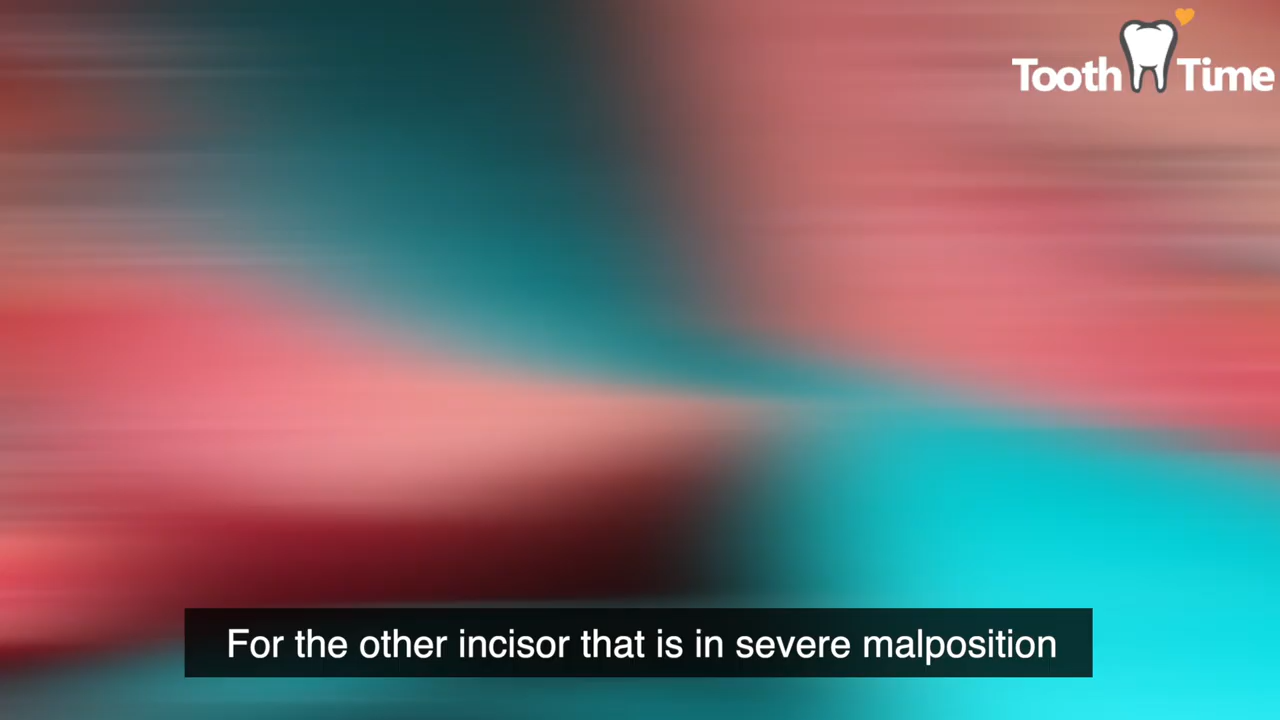 Tooth Time
For the other incisor that is in severe malposition